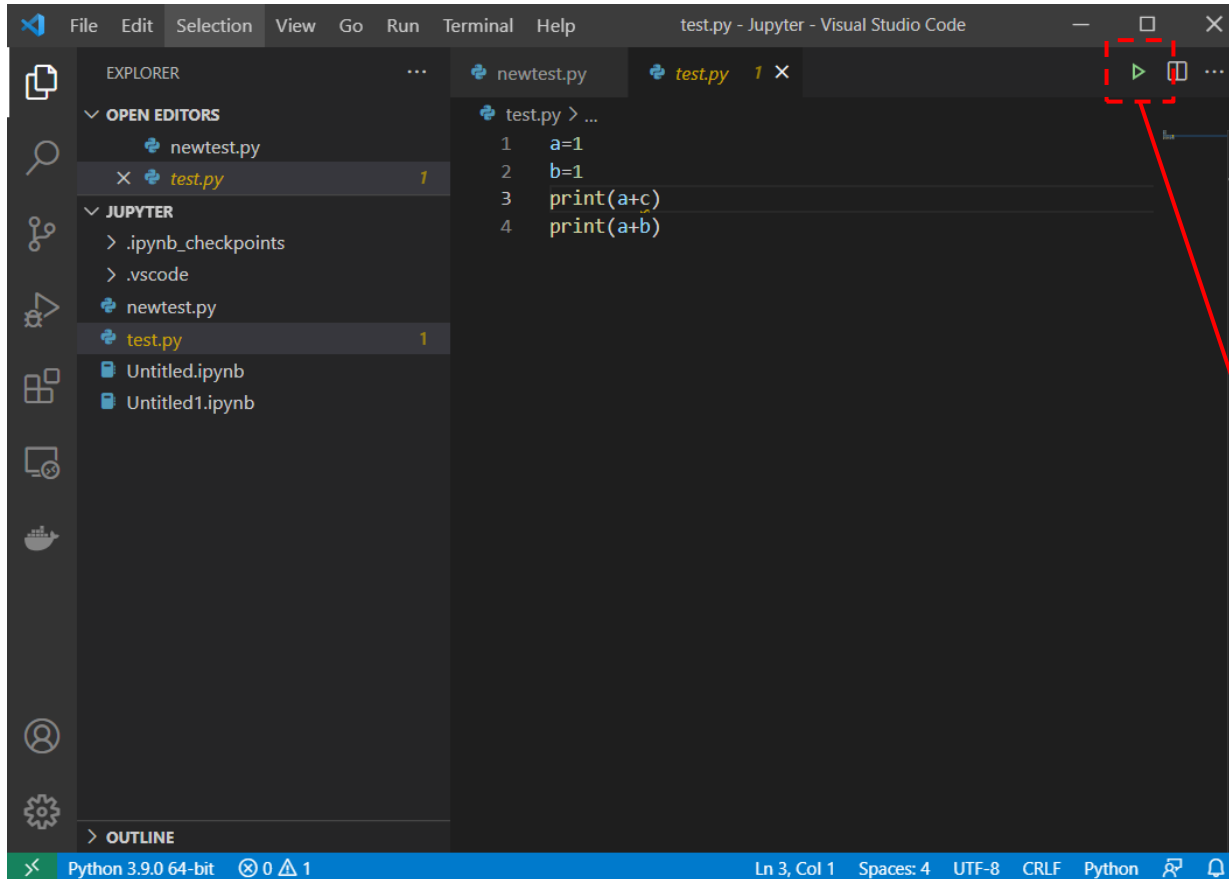 File Edit Selection View Go Run Terminal Help test.py - Jupyter - Visual Studio Code
EXPLORER
OPEN EDITORS
newtest.py
test.py 1
JUPYTER
.ipynb_checkpoints
.vscode
newtest.py
test.py 1
Untitled.ipynb
Untitled1.ipynb
OUTLINE
newtest.py test.py 1
test.py > ...
1 a=1
2 b=1
3 print(a+c)
4 print(a+b)
Python 3.9.0 64-bit 0 1 Ln 3, Col 1 Spaces: 4 UTF-8 CRLF Python